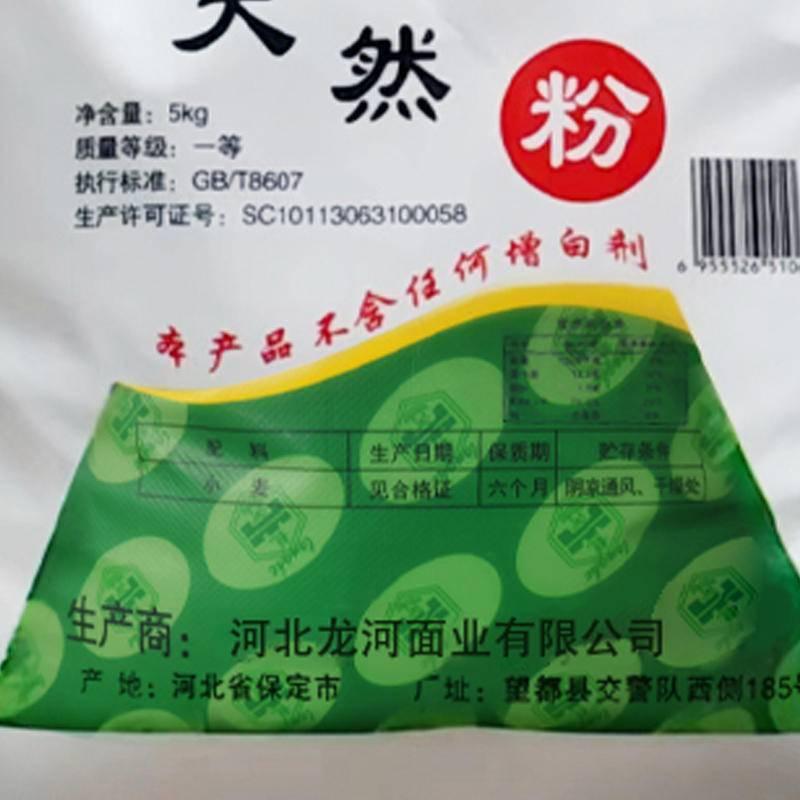 天然
粉
净含量：5kg
质量等级：一等
执行标准：GB/T8607
生产许可证号：SC10113063100058
6 955526 510
本产品不含任何增白剂
配 料 生产日期 保质期 贮存条件
小 麦 见合格证 六个月 阴凉通风、干燥处
生产商：河北龙河面业有限公司
产 地：河北省保定市 厂址：望都县交警队西侧185号